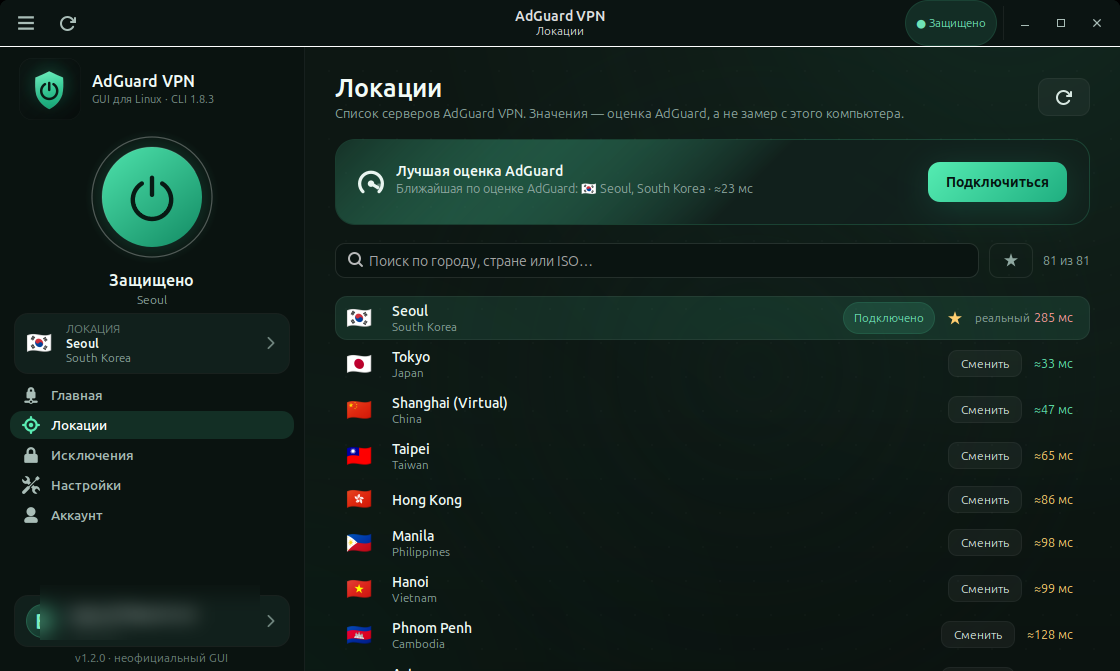 AdGuard VPN
Локации
Защищено
AdGuard VPN
GUI для Linux · CLI 1.8.3
Защищено
Seoul
ЛОКАЦИЯ
Seoul
South Korea
Главная
Локации
Исключения
Настройки
Аккаунт
v1.2.0 · неофициальный GUI
Локации
Список серверов AdGuard VPN. Значения — оценка AdGuard, а не замер с этого компьютера.
Лучшая оценка AdGuard
Ближайшая по оценке AdGuard: 🇰🇷 Seoul, South Korea · ≈23 мс
Подключиться
Поиск по городу, стране или ISO…
81 из 81
Seoul
South Korea
Подключено
реальный 285 мс
Tokyo
Japan
Сменить ≈33 мс
Shanghai (Virtual)
China
Сменить ≈47 мс
Taipei
Taiwan
Сменить ≈65 мс
Hong Kong
Сменить ≈86 мс
Manila
Philippines
Сменить ≈98 мс
Hanoi
Vietnam
Сменить ≈99 мс
Phnom Penh
Cambodia
Сменить ≈128 мс